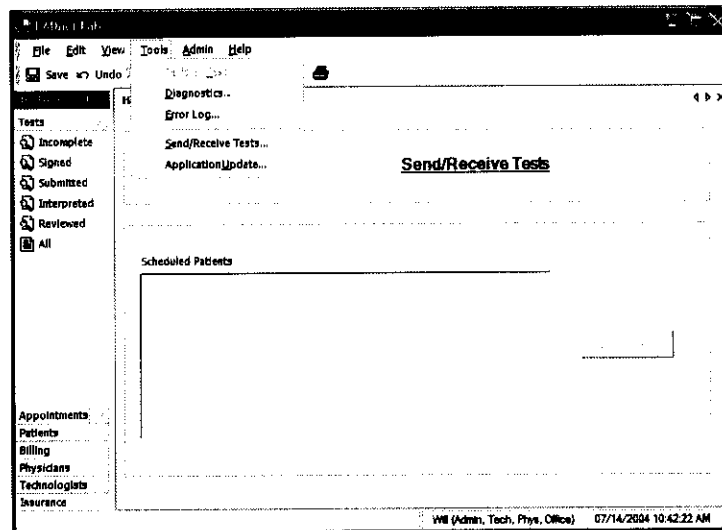 File Edit View Tools Admin Help
Save Undo
Diagnostics...
Error Log...
Tests
Incomplete
Send/Receive Tests...
Signed
Application Update...
Send/Receive Tests
Submitted
Interpreted
Reviewed
All
Scheduled Patients
Appointments
Patients
Billing
Physicians
Technologists
Insurance
Will (Admin, Tech, Phys, Office) 07/14/2004 10:42:22 AM